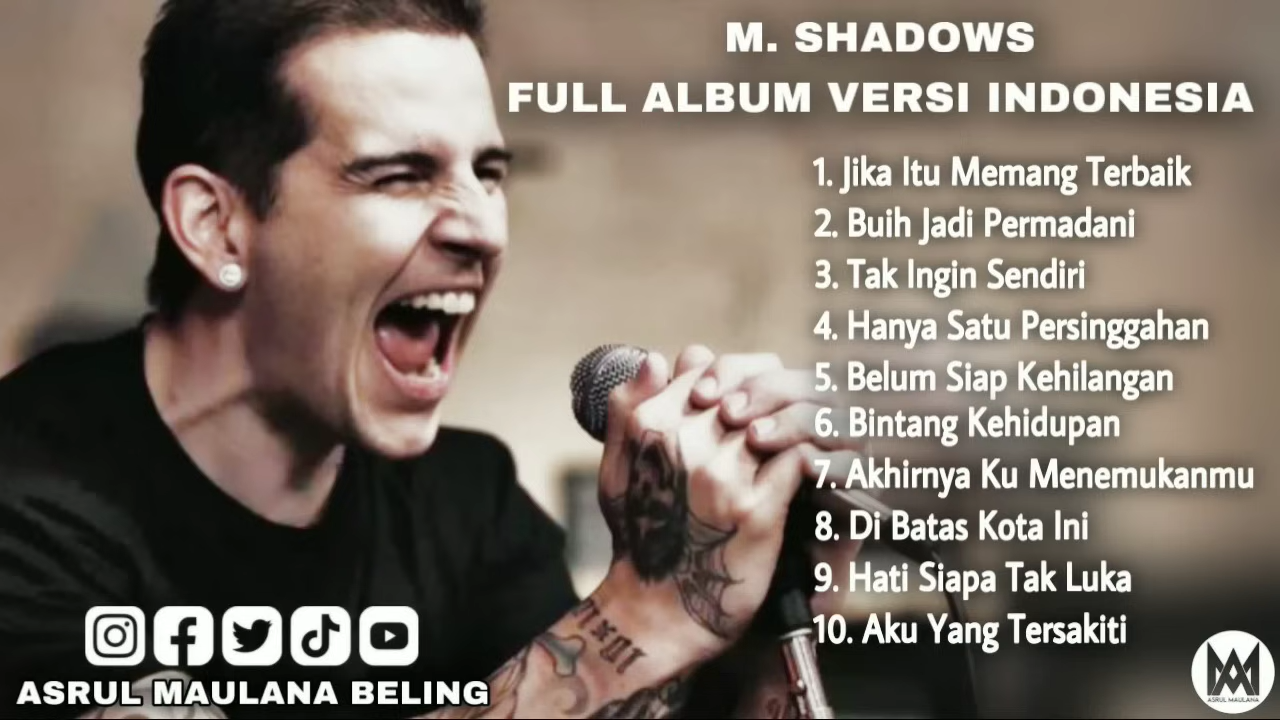 M. SHADOWS
FULL ALBUM VERSI INDONESIA
1. Jika Itu Memang Terbaik
2. Buih Jadi Permadani
3. Tak Ingin Sendiri
4. Hanya Satu Persinggahan
5. Belum Siap Kehilangan
6. Bintang Kehidupan
7. Akhirnya Ku Menemukanmu
8. Di Batas Kota Ini
9. Hati Siapa Tak Luka
10. Aku Yang Tersakiti
ASRUL MAULANA BELING
ASRUL MAULANA